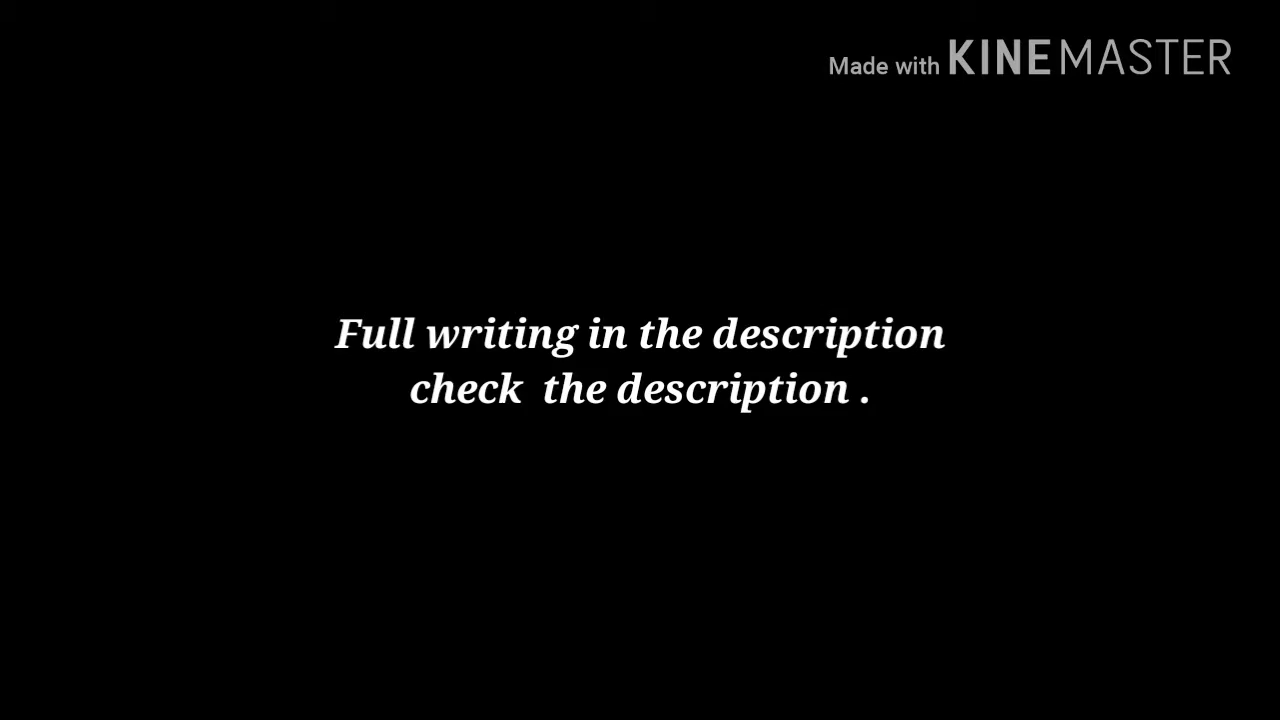 Made with KINEMASTER
Full writing in the description
check the description .